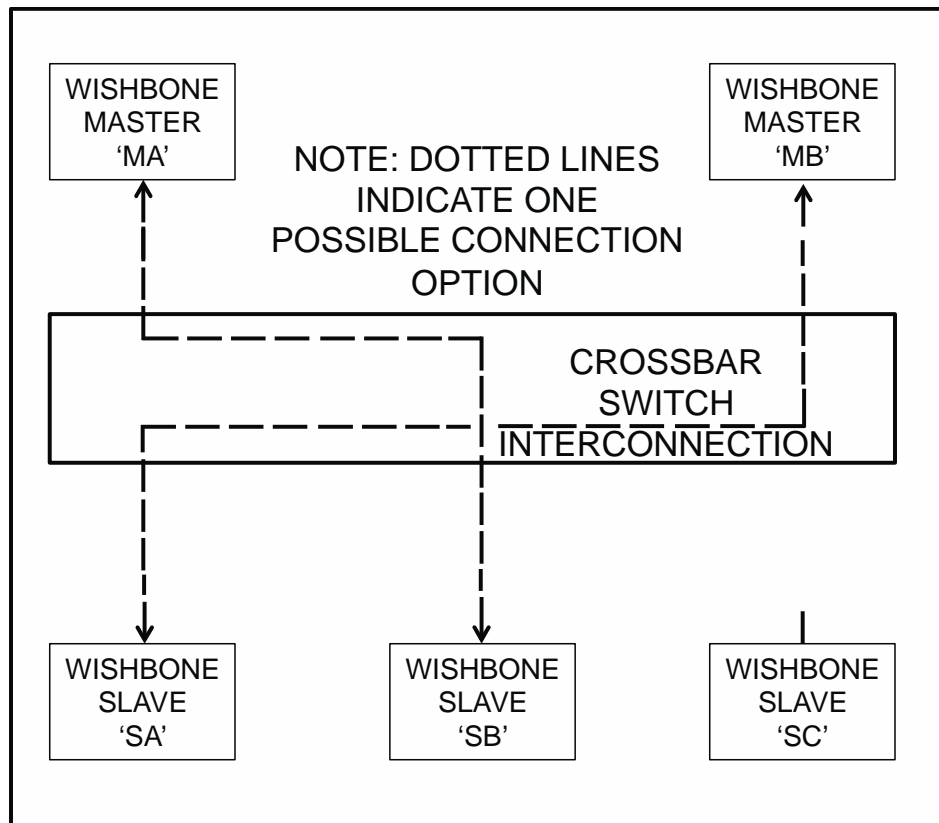 WISHBONE
MASTER
‘MA’
WISHBONE
MASTER
‘MB’
NOTE: DOTTED LINES
INDICATE ONE
POSSIBLE CONNECTION
OPTION
CROSSBAR
SWITCH
INTERCONNECTION
WISHBONE
SLAVE
‘SA’
WISHBONE
SLAVE
‘SB’
WISHBONE
SLAVE
‘SC’